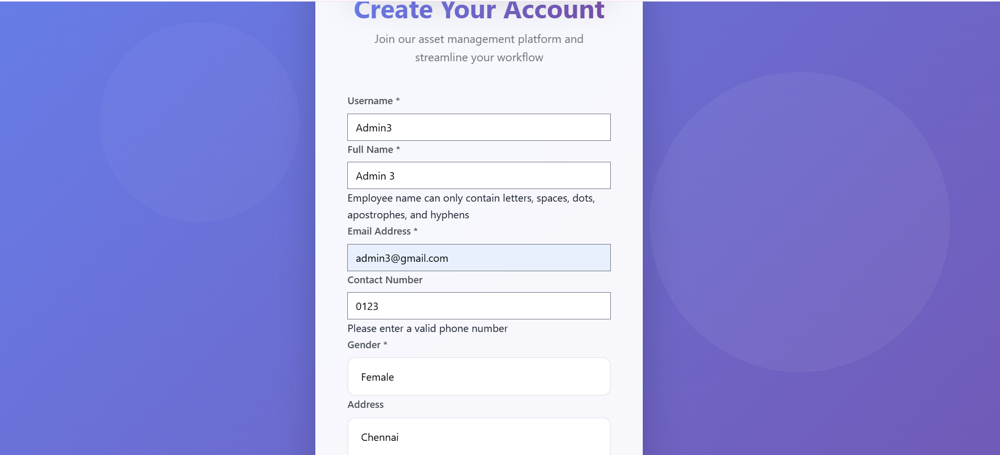 Create Your Account
Join our asset management platform and
streamline your workflow
Username *
Admin3
Full Name *
Admin 3
Employee name can only contain letters, spaces, dots,
apostrophes, and hyphens
Email Address *
admin3@gmail.com
Contact Number
0123
Please enter a valid phone number
Gender *
Female
Address
Chennai